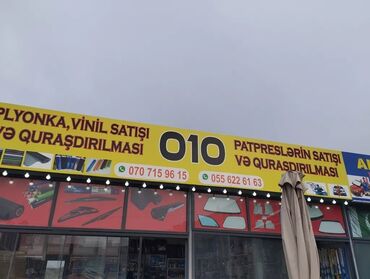 PLYONKA, VİNİL SATIŞI
VƏ QURAŞDIRILMASI
010
PATPRESLƏRİN SATIŞI
VƏ QURAŞDIRILMASI
070 715 96 15
055 622 61 63